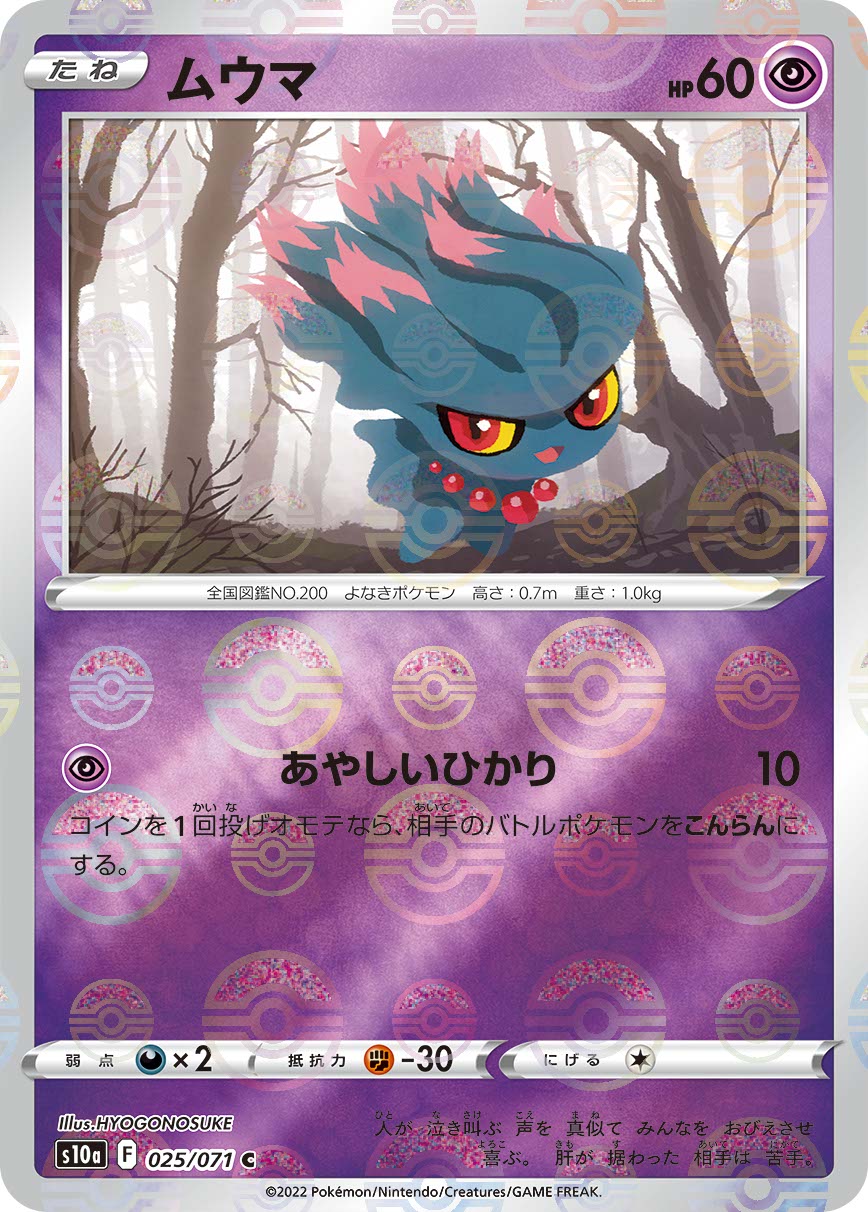 たね ムウマ HP60
全国図鑑NO.200 よなきポケモン 高さ:0.7m 重さ:1.0kg
あやしいひかり 10
コインを1回投げオモテなら、相手のバトルポケモンをこんらんに
する。
弱点 ×2 抵抗力 -30 にげる
Illus.HYOGONOSUKE
人が 泣き叫ぶ 声を 真似て みんなを おびえさせ
喜ぶ。 肝が 据わった 相手は 苦手。
s10a F 025/071 C
©2022 Pokémon/Nintendo/Creatures/GAME FREAK.